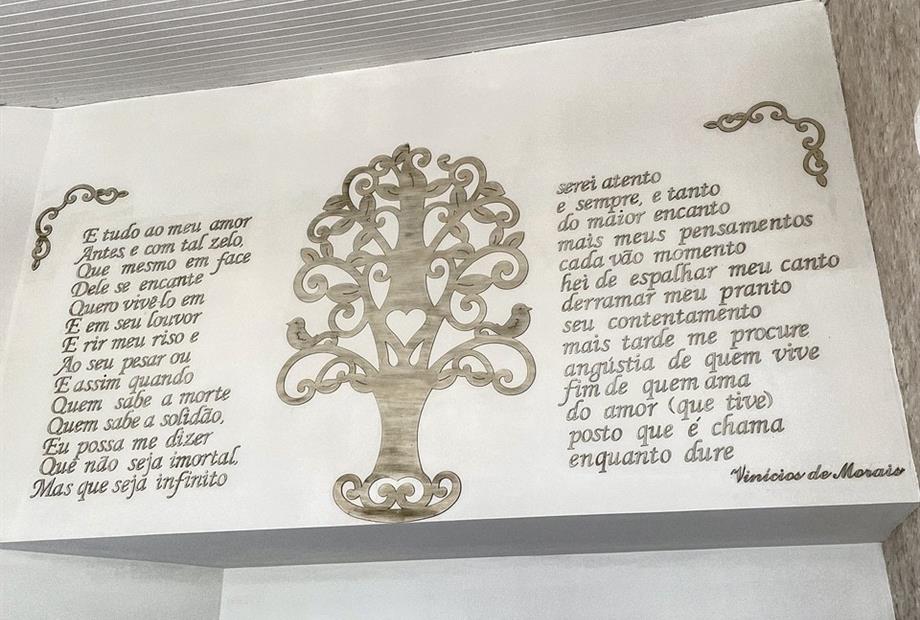 E tudo ao meu amor
Antes e com tal zelo,
Que mesmo em face
Dele se encante
Quero vivê-lo em
E em seu louvor
E rir meu riso e
Ao seu pesar ou
E assim quando
Quem sabe a morte
Quem sabe a solidão,
Eu possa me dizer
Que não seja imortal,
Mas que seja infinito
serei atento
e sempre, e tanto
do maior encanto
mais meus pensamentos
cada vão momento
hei de espalhar meu canto
derramar meu pranto
seu contentamento
mais tarde me procure
angústia de quem vive
fim de quem ama
do amor (que tive)
posto que é chama
enquanto dure
Vinícios de Morais